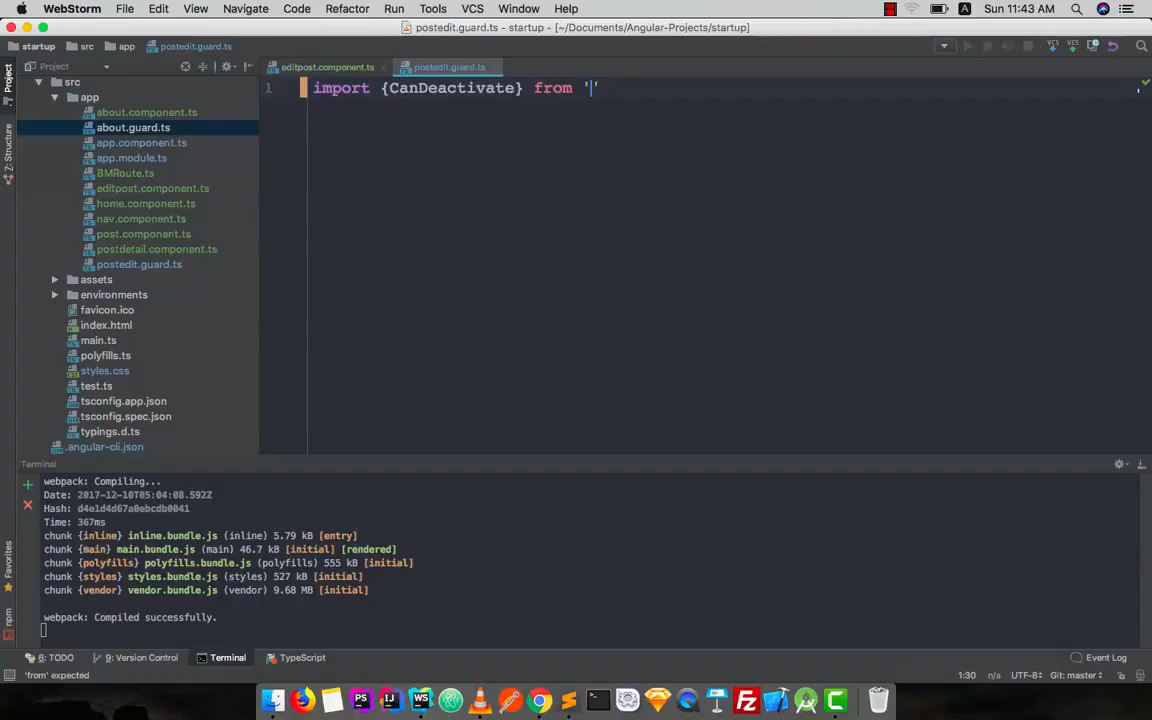 WebStorm File Edit View Navigate Code Refactor Run Tools VCS Window Help A Sun 11:43 AM
postedit.guard.ts - startup - [~/Documents/Angular-Projects/startup]
startup src app postedit.guard.ts
Project editpost.component.ts postedit.guard.ts
1 import {CanDeactivate} from ''
src
app
about.component.ts
about.guard.ts
app.component.ts
app.module.ts
BMRoute.ts
editpost.component.ts
home.component.ts
nav.component.ts
post.component.ts
postdetail.component.ts
postedit.guard.ts
assets
environments
favicon.ico
index.html
main.ts
polyfills.ts
styles.css
test.ts
tsconfig.app.json
tsconfig.spec.json
typings.d.ts
.angular-cli.json
Project
Z: Structure
Favorites
npm
Terminal
webpack: Compiling...
Date: 2017-12-10T05:04:08.592Z
Hash: d4e1d4d67a0ebcdb0041
Time: 367ms
chunk {inline} inline.bundle.js (inline) 5.79 kB [entry]
chunk {main} main.bundle.js (main) 46.7 kB [initial] [rendered]
chunk {polyfills} polyfills.bundle.js (polyfills) 555 kB [initial]
chunk {styles} styles.bundle.js (styles) 527 kB [initial]
chunk {vendor} vendor.bundle.js (vendor) 9.68 MB [initial]
webpack: Compiled successfully.
6: TODO 9: Version Control Terminal TypeScript Event Log
'from' expected 1:30 n/a UTF-8 Git: master
PS IJ WS FZ C